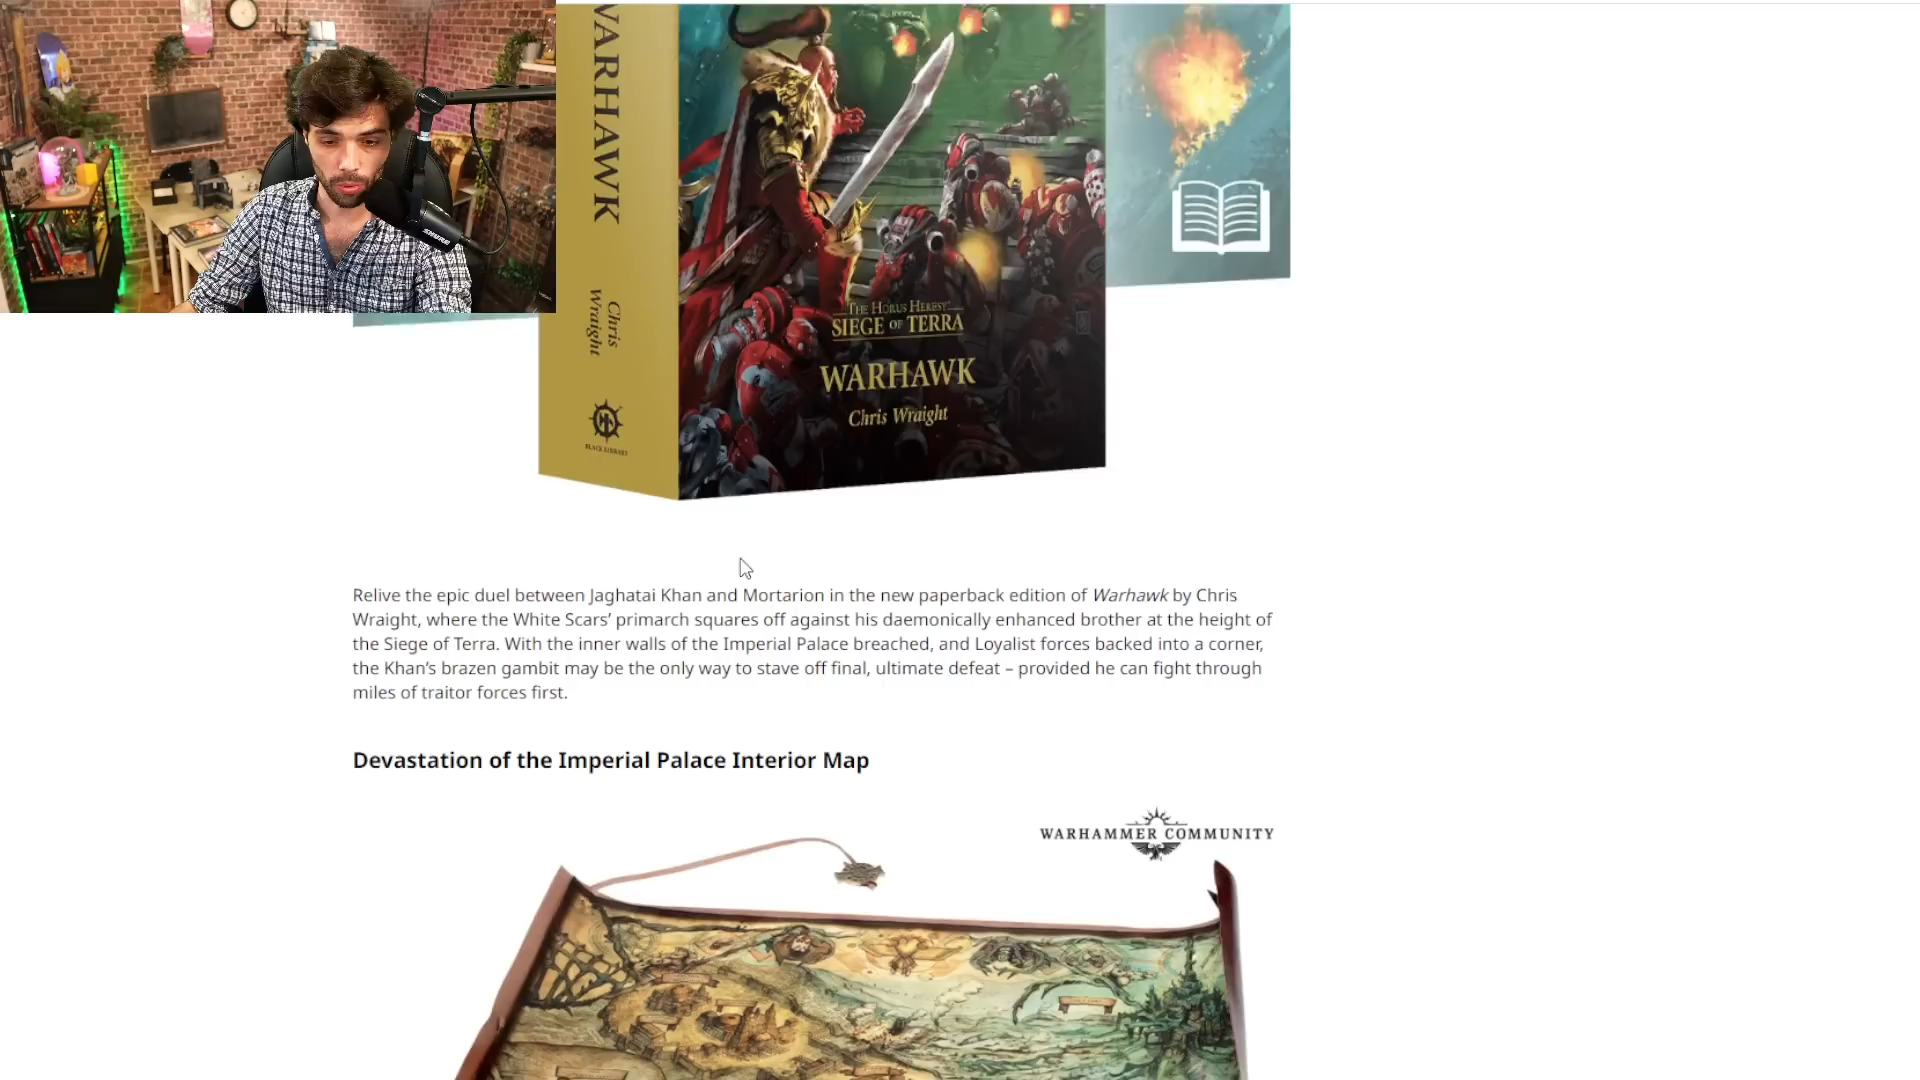 WARHAWK
Chris
Wraight
BLACK LIBRARY
THE HORUS HERESY
SIEGE OF TERRA
WARHAWK
Chris Wraight
SHURE
Relive the epic duel between Jaghatai Khan and Mortarion in the new paperback edition of Warhawk by Chris
Wraight, where the White Scars’ primarch squares off against his daemonically enhanced brother at the height of
the Siege of Terra. With the inner walls of the Imperial Palace breached, and Loyalist forces backed into a corner,
the Khan’s brazen gambit may be the only way to stave off final, ultimate defeat – provided he can fight through
miles of traitor forces first.
Devastation of the Imperial Palace Interior Map
WARHAMMER COMMUNITY